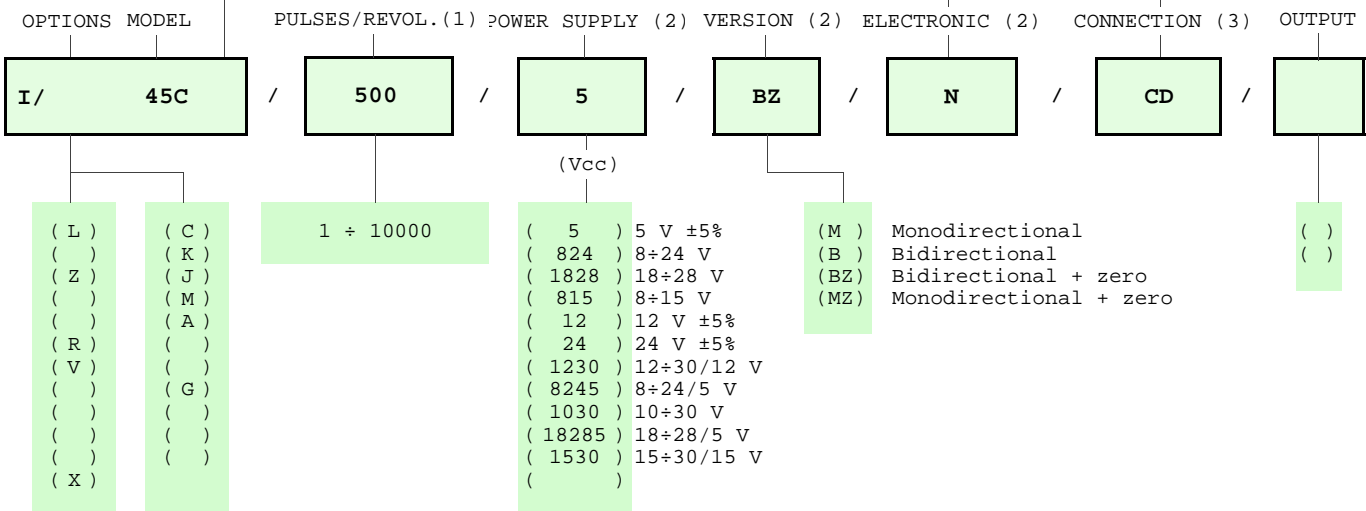 OPTIONS MODEL PULSES/REVOL.(1) POWER SUPPLY (2) VERSION (2) ELECTRONIC (2) CONNECTION (3) OUTPUT
I/ 45C / 500 / 5 / BZ / N / CD /
(Vcc)
( L ) ( C ) 1 ÷ 10000 ( 5 ) 5 V ±5% (M ) Monodirectional ( )
( ) ( K ) ( 824 ) 8÷24 V (B ) Bidirectional ( )
( Z ) ( J ) ( 1828 ) 18÷28 V (BZ) Bidirectional + zero
( ) ( M ) ( 815 ) 8÷15 V (MZ) Monodirectional + zero
( ) ( A ) ( 12 ) 12 V ±5%
( R ) ( ) ( 24 ) 24 V ±5%
( V ) ( ) ( 1230 ) 12÷30/12 V
( ) ( G ) ( 8245 ) 8÷24/5 V
( ) ( ) ( 1030 ) 10÷30 V
( ) ( ) ( 18285 ) 18÷28/5 V
( ) ( ) ( 1530 ) 15÷30/15 V
( X ) ( )